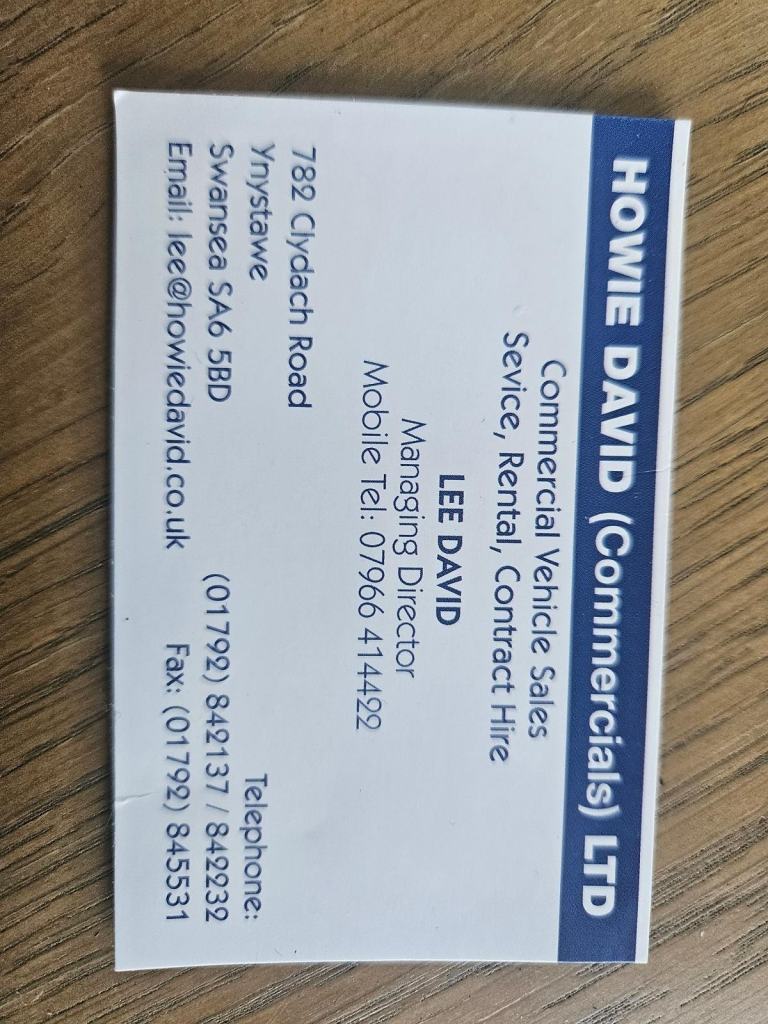 HOWIE DAVID (Commercials) LTD
Commercial Vehicle Sales
Sevice, Rental, Contract Hire
LEE DAVID
Managing Director
Mobile Tel: 07966 414422
782 Clydach Road
Ynystawe
Swansea SA6 5BD
Email: lee@howiedavid.co.uk
Telephone:
(01792) 842137 / 842232
Fax: (01792) 845531